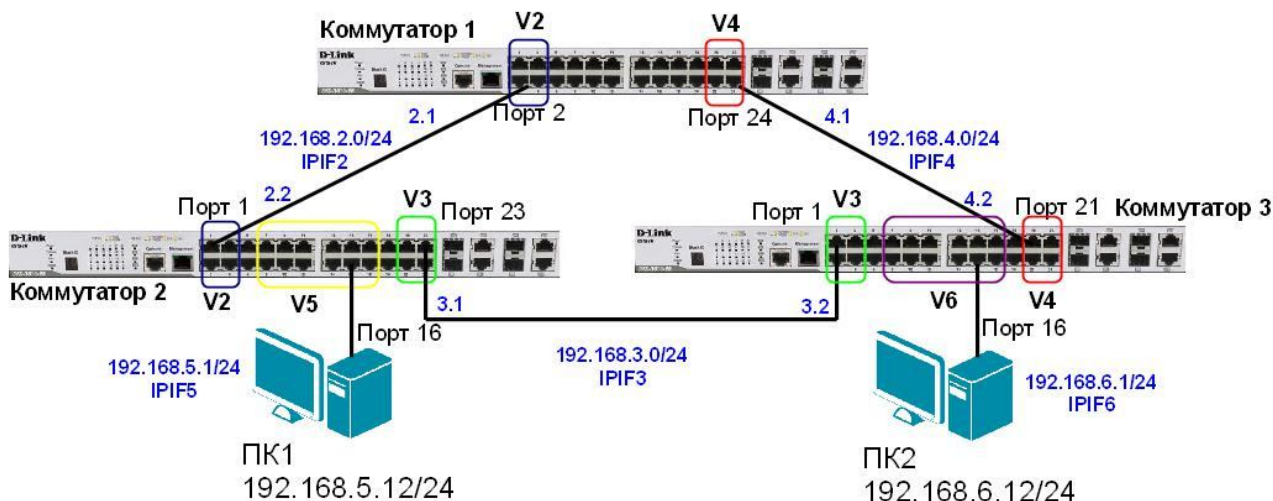 Коммутатор 1
V2
V4
D-Link
Порт 2
Порт 24
2.1
192.168.2.0/24
IPIF2
2.2
4.1
192.168.4.0/24
IPIF4
4.2
Порт 1
V3
Порт 23
D-Link
Коммутатор 2
V2
V5
Порт 16
3.1
Порт 1
V3
Порт 21
Коммутатор 3
D-Link
V6
V4
Порт 16
3.2
192.168.3.0/24
IPIF3
192.168.5.1/24
IPIF5
192.168.6.1/24
IPIF6
ПК1
192.168.5.12/24
ПК2
192.168.6.12/24